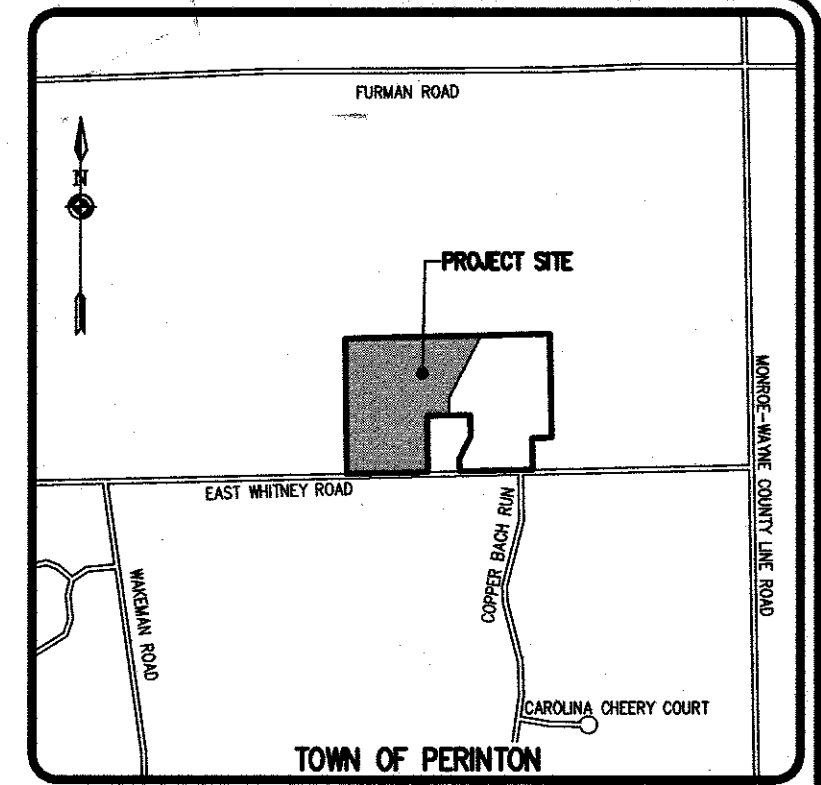 FURMAN ROAD
N
PROJECT SITE
MONROE-WAYNE COUNTY LINE ROAD
EAST WHITNEY ROAD
COPPER BACH RUN
WAKEMAN ROAD
CAROLINA CHEERY COURT
TOWN OF PERINTON